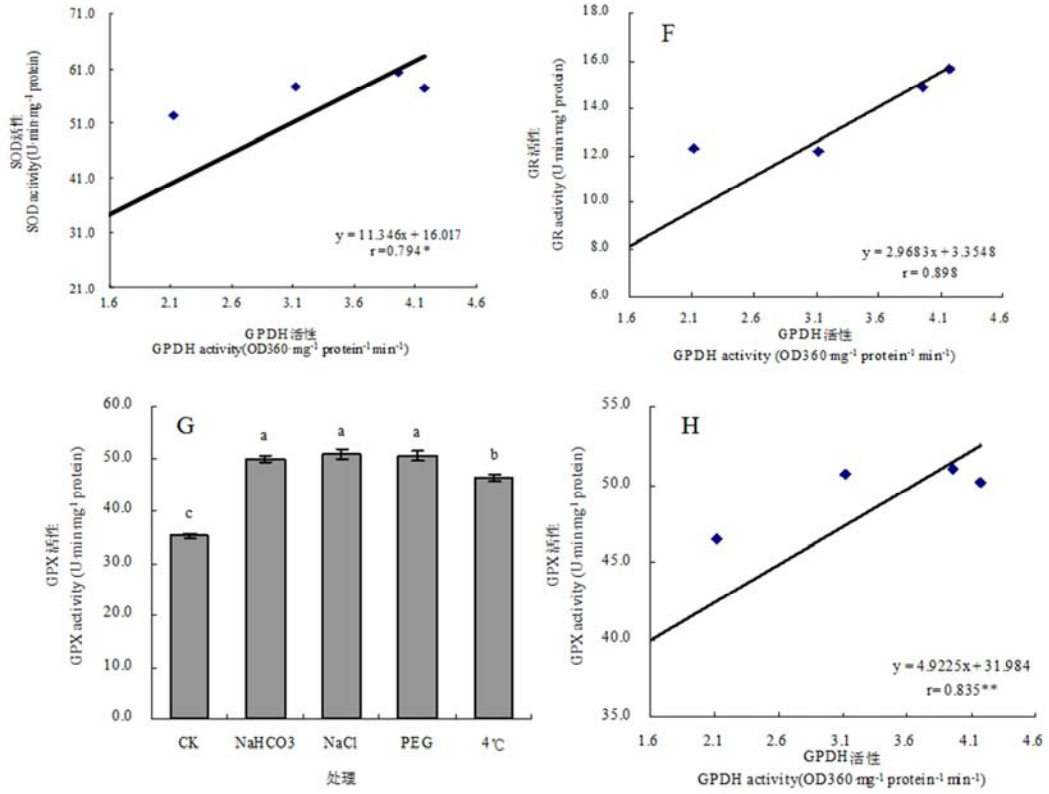 71.0
61.0
51.0
41.0
31.0
21.0
SOD活性
SOD activity(U·min·mg⁻¹ protein)
y = 11.346x + 16.017
r=0.794 *
1.6 2.1 2.6 3.1 3.6 4.1 4.6
GPDH活性
GPDH activity(OD360·mg⁻¹ protein⁻¹ min⁻¹)
F
18.0
16.0
14.0
12.0
10.0
8.0
6.0
GR活性
GR activity (U·min·mg⁻¹ protein)
y = 2.9683x + 3.3548
r = 0.898
1.6 2.1 2.6 3.1 3.6 4.1 4.6
GPDH活性
GPDH activity (OD360·mg⁻¹ protein⁻¹ min⁻¹)
G
60.0
50.0
40.0
30.0
20.0
10.0
0.0
GPX活性
GPX activity (U·min·mg⁻¹ protein)
c a a a b
CK NaHCO3 NaCl PEG 4℃
处理
H
55.0
50.0
45.0
40.0
35.0
GPX活性
GPX activity (U·min·mg⁻¹ protein)
y = 4.9225x + 31.984
r= 0.835**
1.6 2.1 2.6 3.1 3.6 4.1 4.6
GPDH活性
GPDH activity(OD360·mg⁻¹ protein⁻¹ min⁻¹)